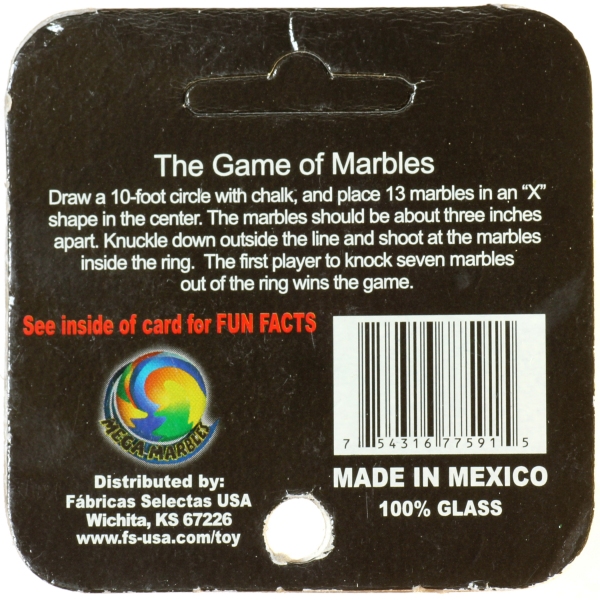 The Game of Marbles
Draw a 10-foot circle with chalk, and place 13 marbles in an “X”
shape in the center. The marbles should be about three inches
apart. Knuckle down outside the line and shoot at the marbles
inside the ring. The first player to knock seven marbles
out of the ring wins the game.
See inside of card for FUN FACTS
MEGA-MARBLES
Distributed by:
Fábricas Selectas USA
Wichita, KS 67226
www.fs-usa.com/toy
7 54316 77591 5
MADE IN MEXICO
100% GLASS